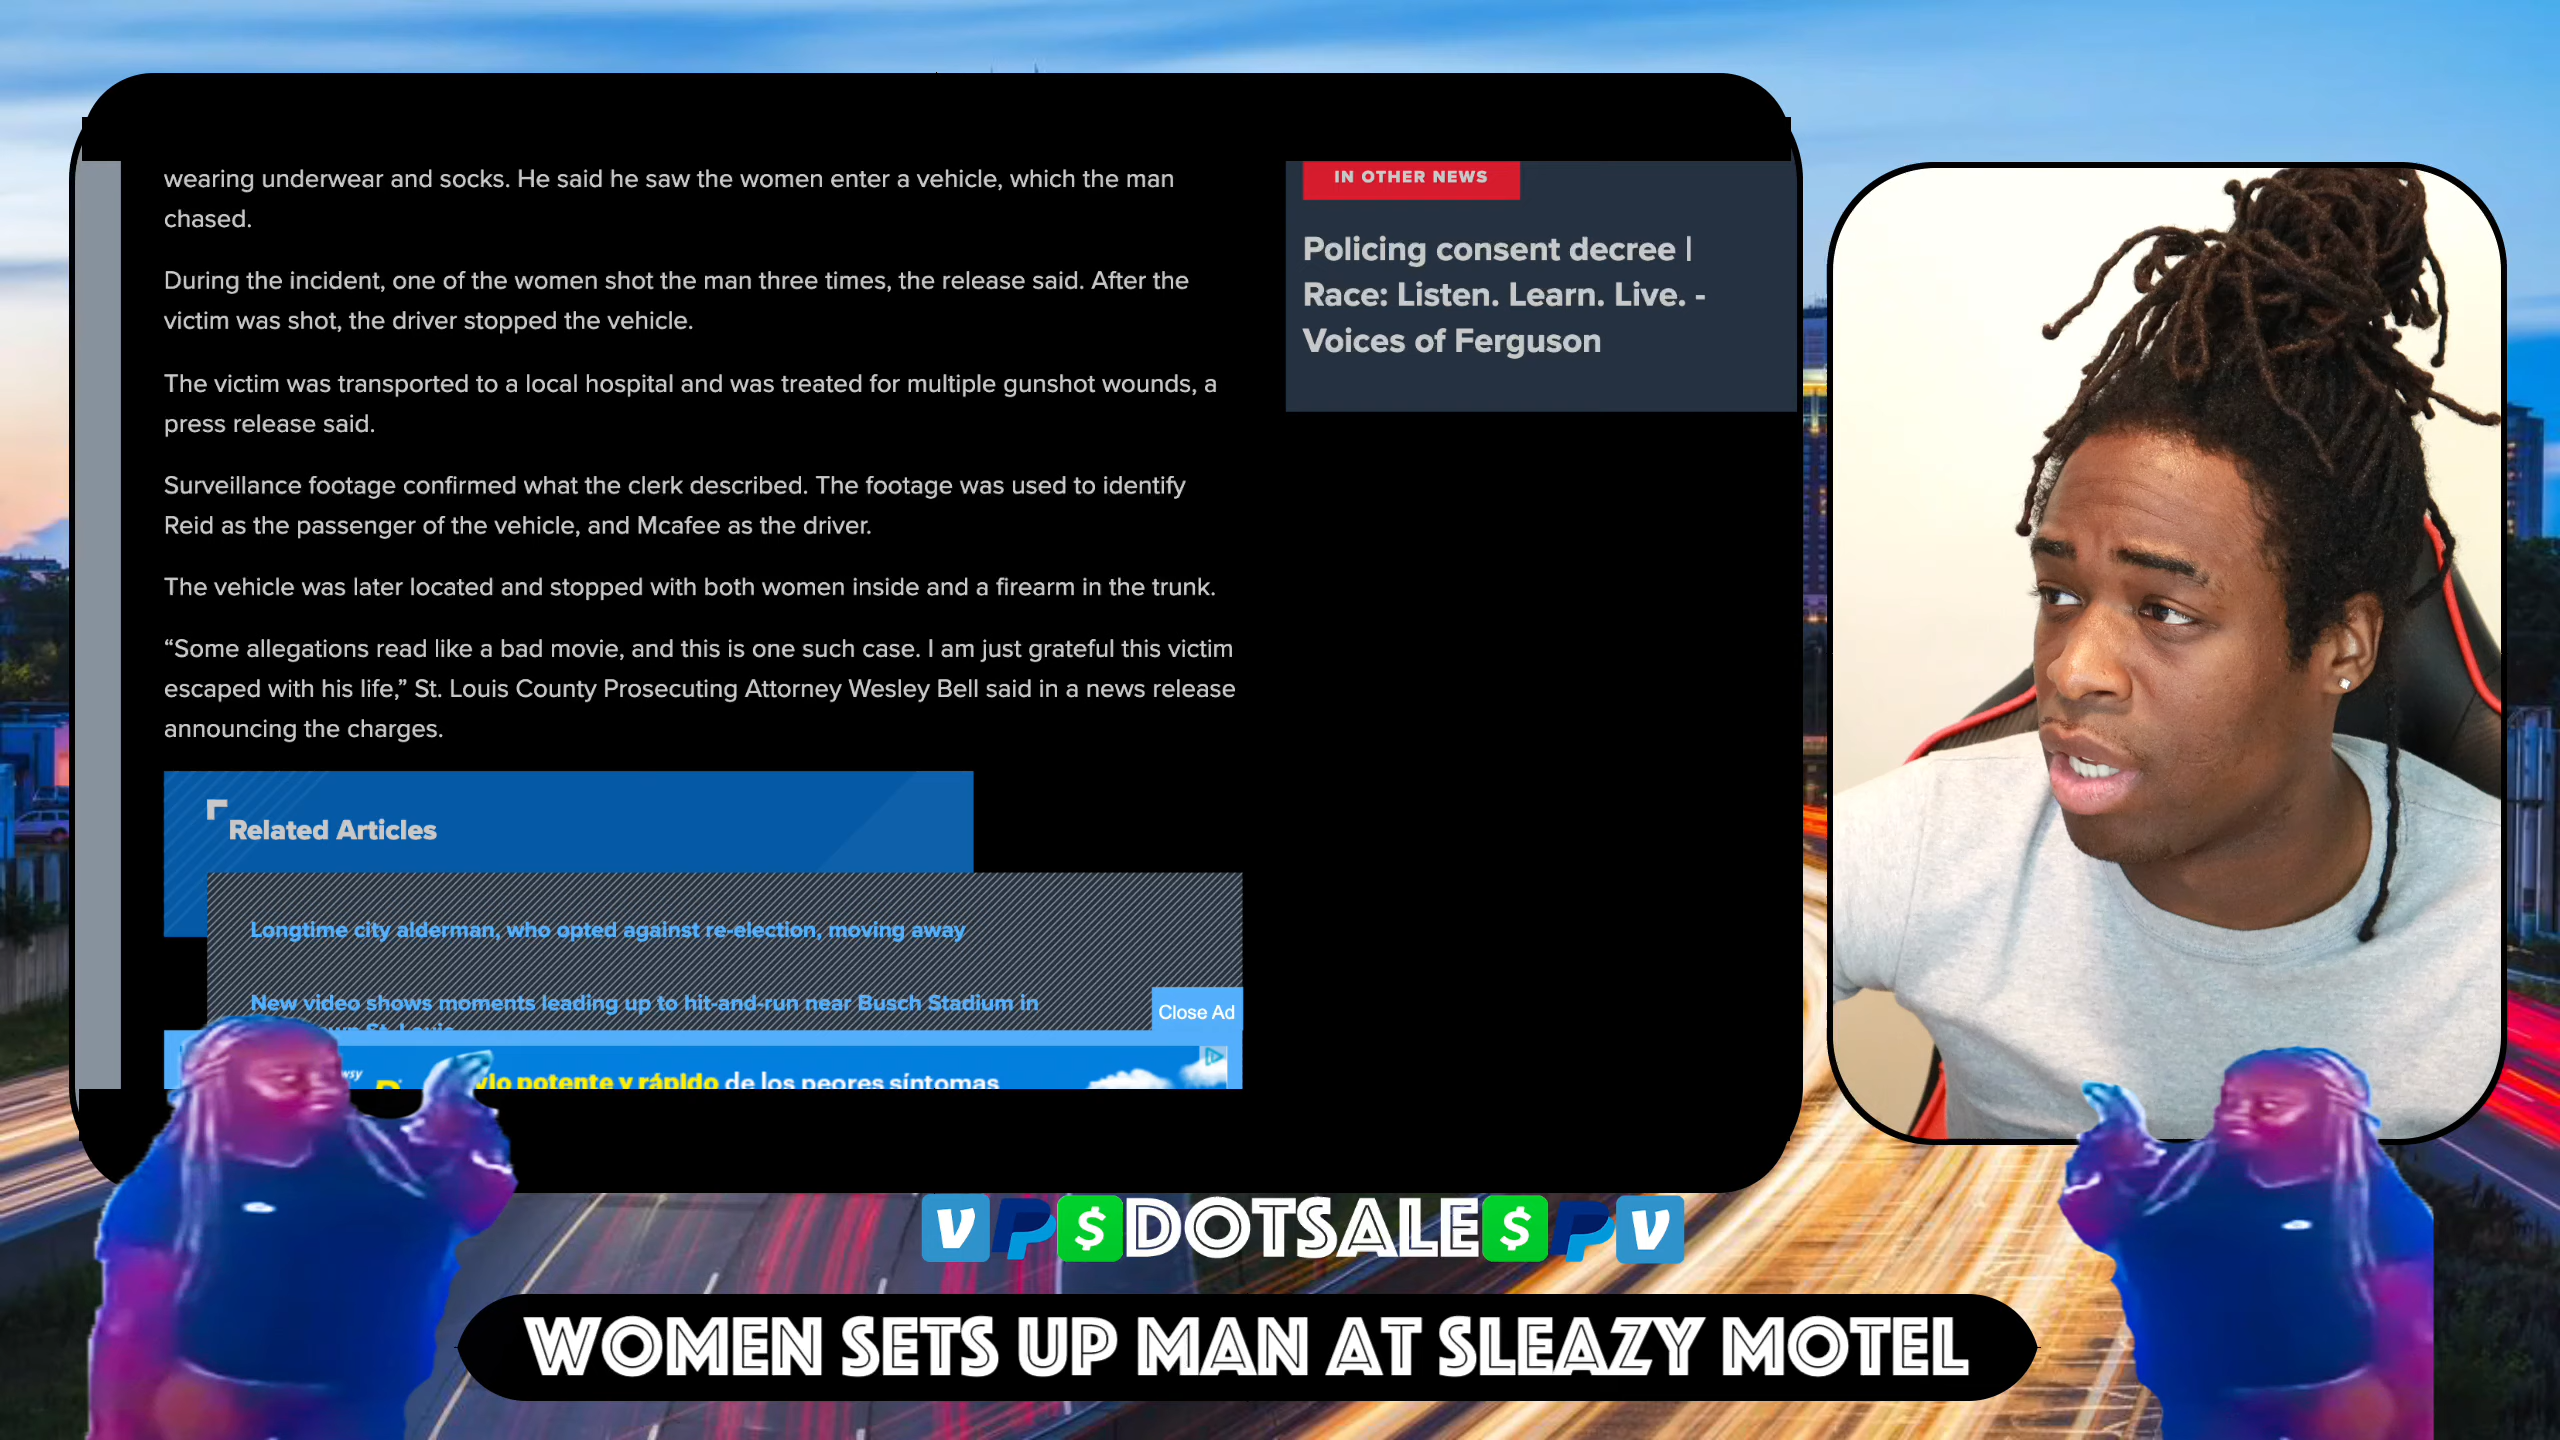 wearing underwear and socks. He said he saw the women enter a vehicle, which the man
chased.
During the incident, one of the women shot the man three times, the release said. After the
victim was shot, the driver stopped the vehicle.
The victim was transported to a local hospital and was treated for multiple gunshot wounds, a
press release said.
Surveillance footage confirmed what the clerk described. The footage was used to identify
Reid as the passenger of the vehicle, and Mcafee as the driver.
The vehicle was later located and stopped with both women inside and a firearm in the trunk.
“Some allegations read like a bad movie, and this is one such case. I am just grateful this victim
escaped with his life,” St. Louis County Prosecuting Attorney Wesley Bell said in a news release
announcing the charges.
Related Articles
Longtime city alderman, who opted against re-election, moving away
New video shows moments leading up to hit-and-run near Busch Stadium in
St. Louis
Close Ad
potente y rápido de los peores síntomas
IN OTHER NEWS
Policing consent decree |
Race: Listen. Learn. Live. -
Voices of Ferguson
$DOTSALE$
WOMEN SETS UP MAN AT SLEAZY MOTEL